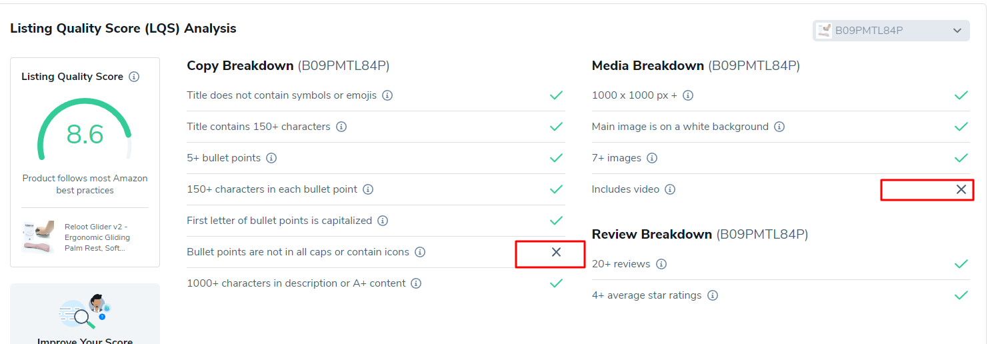 Listing Quality Score (LQS) Analysis
B09PMTL84P
Listing Quality Score
8.6
Product follows most Amazon
best practices
Reloot Glider v2 -
Ergonomic Gliding
Palm Rest, Soft...
Improve Your Score
Copy Breakdown (B09PMTL84P)
Title does not contain symbols or emojis
Title contains 150+ characters
5+ bullet points
150+ characters in each bullet point
First letter of bullet points is capitalized
Bullet points are not in all caps or contain icons
1000+ characters in description or A+ content
Media Breakdown (B09PMTL84P)
1000 x 1000 px +
Main image is on a white background
7+ images
Includes video
Review Breakdown (B09PMTL84P)
20+ reviews
4+ average star ratings